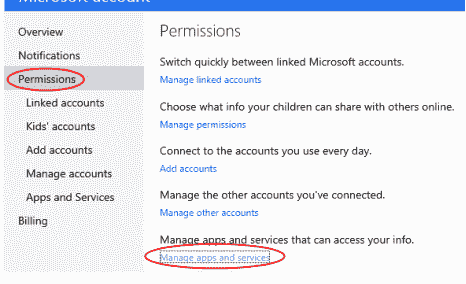 Microsoft account
Overview
Notifications
Permissions
Linked accounts
Kids' accounts
Add accounts
Manage accounts
Apps and Services
Billing
Permissions
Switch quickly between linked Microsoft accounts.
Manage linked accounts
Choose what info your children can share with others online.
Manage permissions
Connect to the accounts you use every day.
Add accounts
Manage the other accounts you've connected.
Manage other accounts
Manage apps and services that can access your info.
Manage apps and services